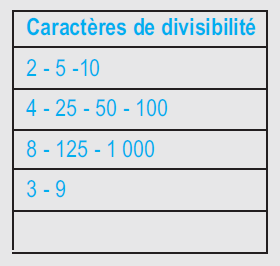 Caractères de divisibilité
2 - 5 -10
4 - 25 - 50 - 100
8 - 125 - 1 000
3 - 9